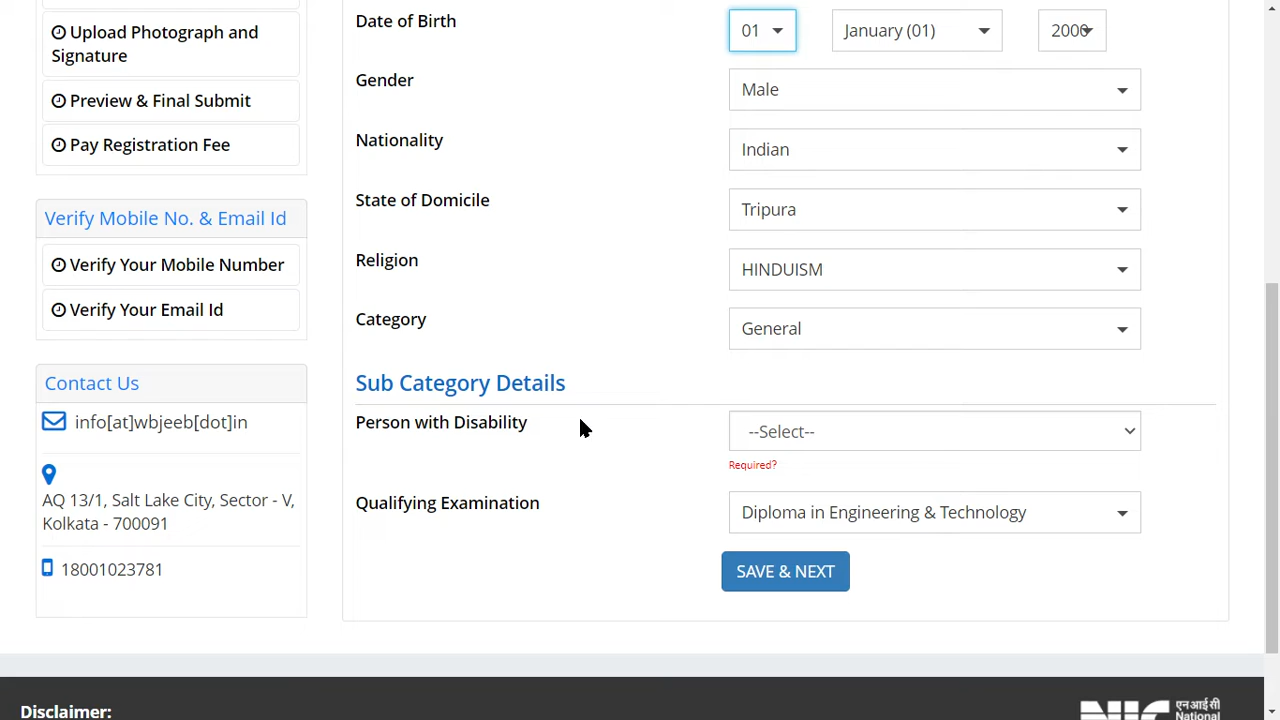 Upload Photograph and
Signature
Preview & Final Submit
Pay Registration Fee
Verify Mobile No. & Email Id
Verify Your Mobile Number
Verify Your Email Id
Contact Us
info[at]wbjeeb[dot]in
AQ 13/1, Salt Lake City, Sector - V,
Kolkata - 700091
18001023781
Date of Birth 01 January (01) 2000
Gender Male
Nationality Indian
State of Domicile Tripura
Religion HINDUISM
Category General
Sub Category Details
Person with Disability --Select--
Required?
Qualifying Examination Diploma in Engineering & Technology
SAVE & NEXT
Disclaimer:
NIC एन आई सी
National